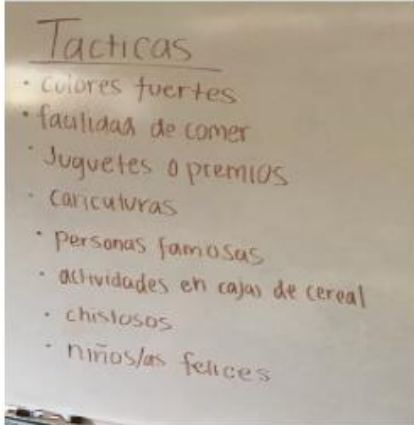 Tacticas
· colores fuertes
· facilidad de comer
· Juguetes o premios
· caricaturas
· personas famosas
· actividades en cajas de cereal
· chistosos
· niños/as felices